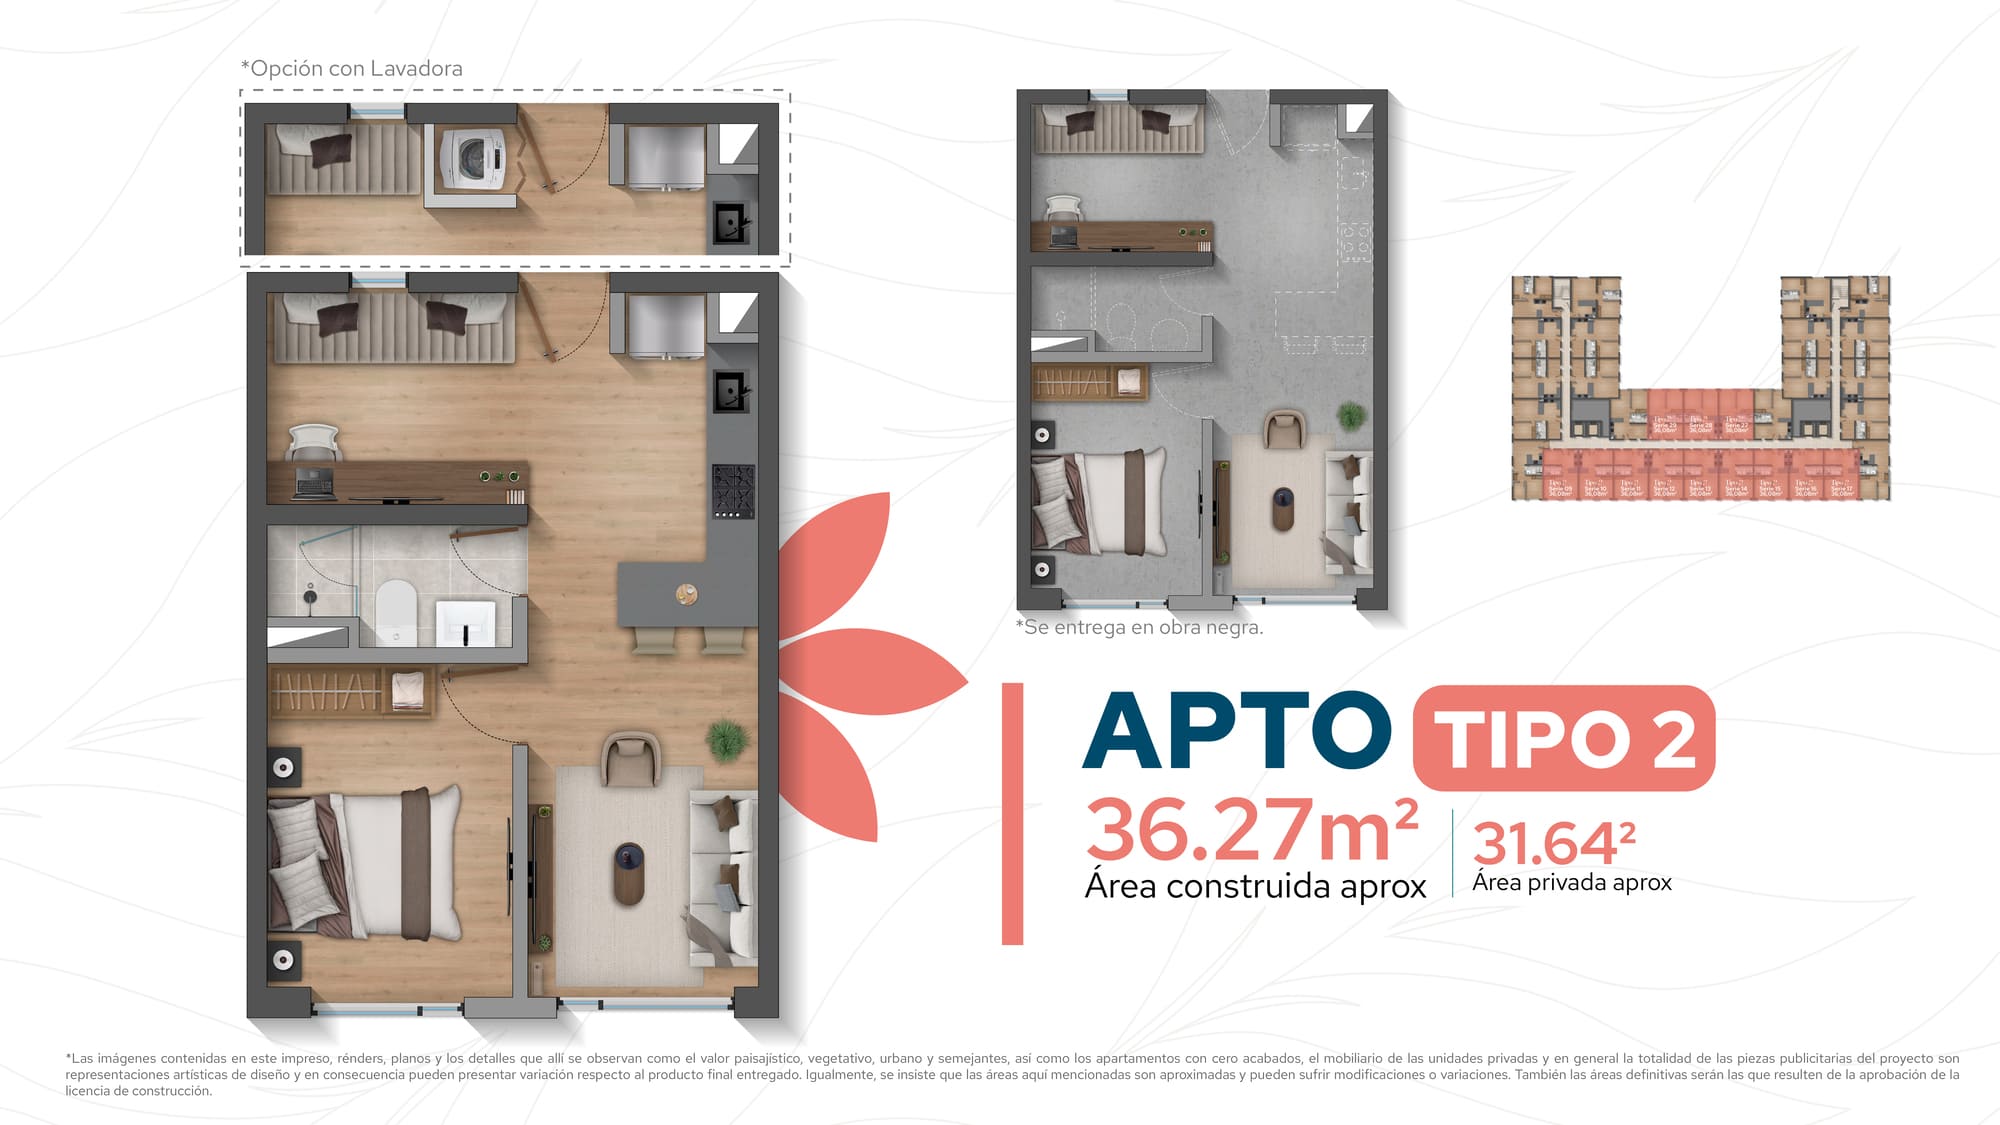 *Opción con Lavadora
*Se entrega en obra negra.
APTO TIPO 2
36.27m²
Área construida aprox
31.64²
Área privada aprox
*Las imágenes contenidas en este impreso, rénders, planos y los detalles que allí se observan como el valor paisajístico, vegetativo, urbano y semejantes, así como los apartamentos con cero acabados, el mobiliario de las unidades privadas y en general la totalidad de las piezas publicitarias del proyecto son
representaciones artísticas de diseño y en consecuencia pueden presentar variación respecto al producto final entregado. Igualmente, se insiste que las áreas aquí mencionadas son aproximadas y pueden sufrir modificaciones o variaciones. También las áreas definitivas serán las que resulten de la aprobación de la
licencia de construcción.